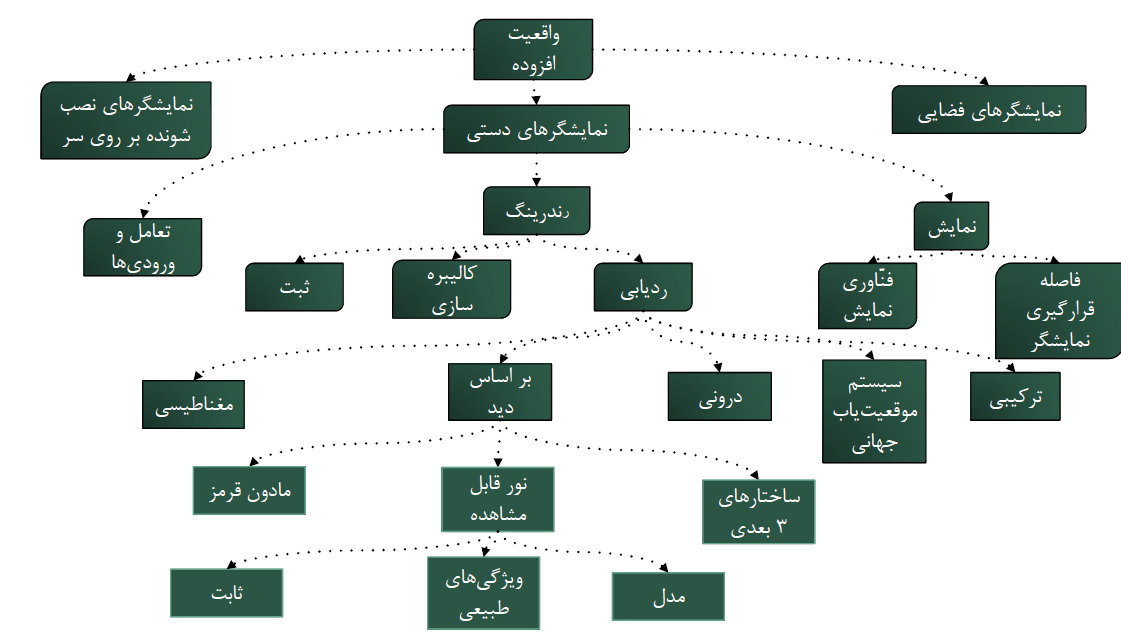 واقعیت
افزوده
نمایشگرهای فضایی
نمایشگرهای دستی
نمایشگرهای نصب
شونده بر روی سر
نمایش
رندرینگ
تعامل و
ورودی‌ها
فاصله
قرارگیری
نمایشگر
فنّاوری
نمایش
ردیابی
کالیبره
سازی
ثبت
ترکیبی
سیستم
موقعیت‌یاب
جهانی
درونی
بر اساس
دید
مغناطیسی
ساختارهای
۳ بعدی
نور قابل
مشاهده
مادون قرمز
مدل
ویژگی‌های
طبیعی
ثابت